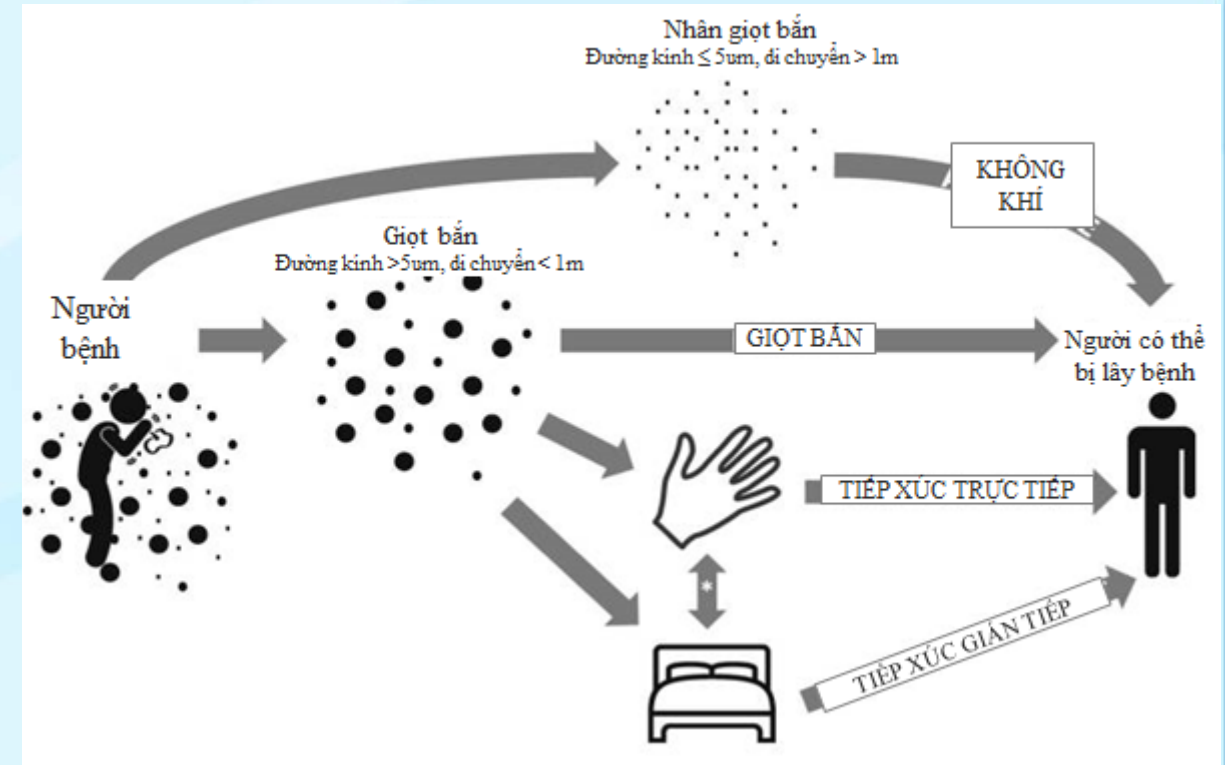 Nhân giọt bắn
Đường kính ≤ 5um, di chuyển > 1m
KHÔNG
KHÍ
Giọt bắn
Đường kính >5um, di chuyển < 1m
Người
bệnh
GIỌT BẮN
Người có thể
bị lây bệnh
TIẾP XÚC TRỰC TIẾP
*
TIẾP XÚC GIÁN TIẾP